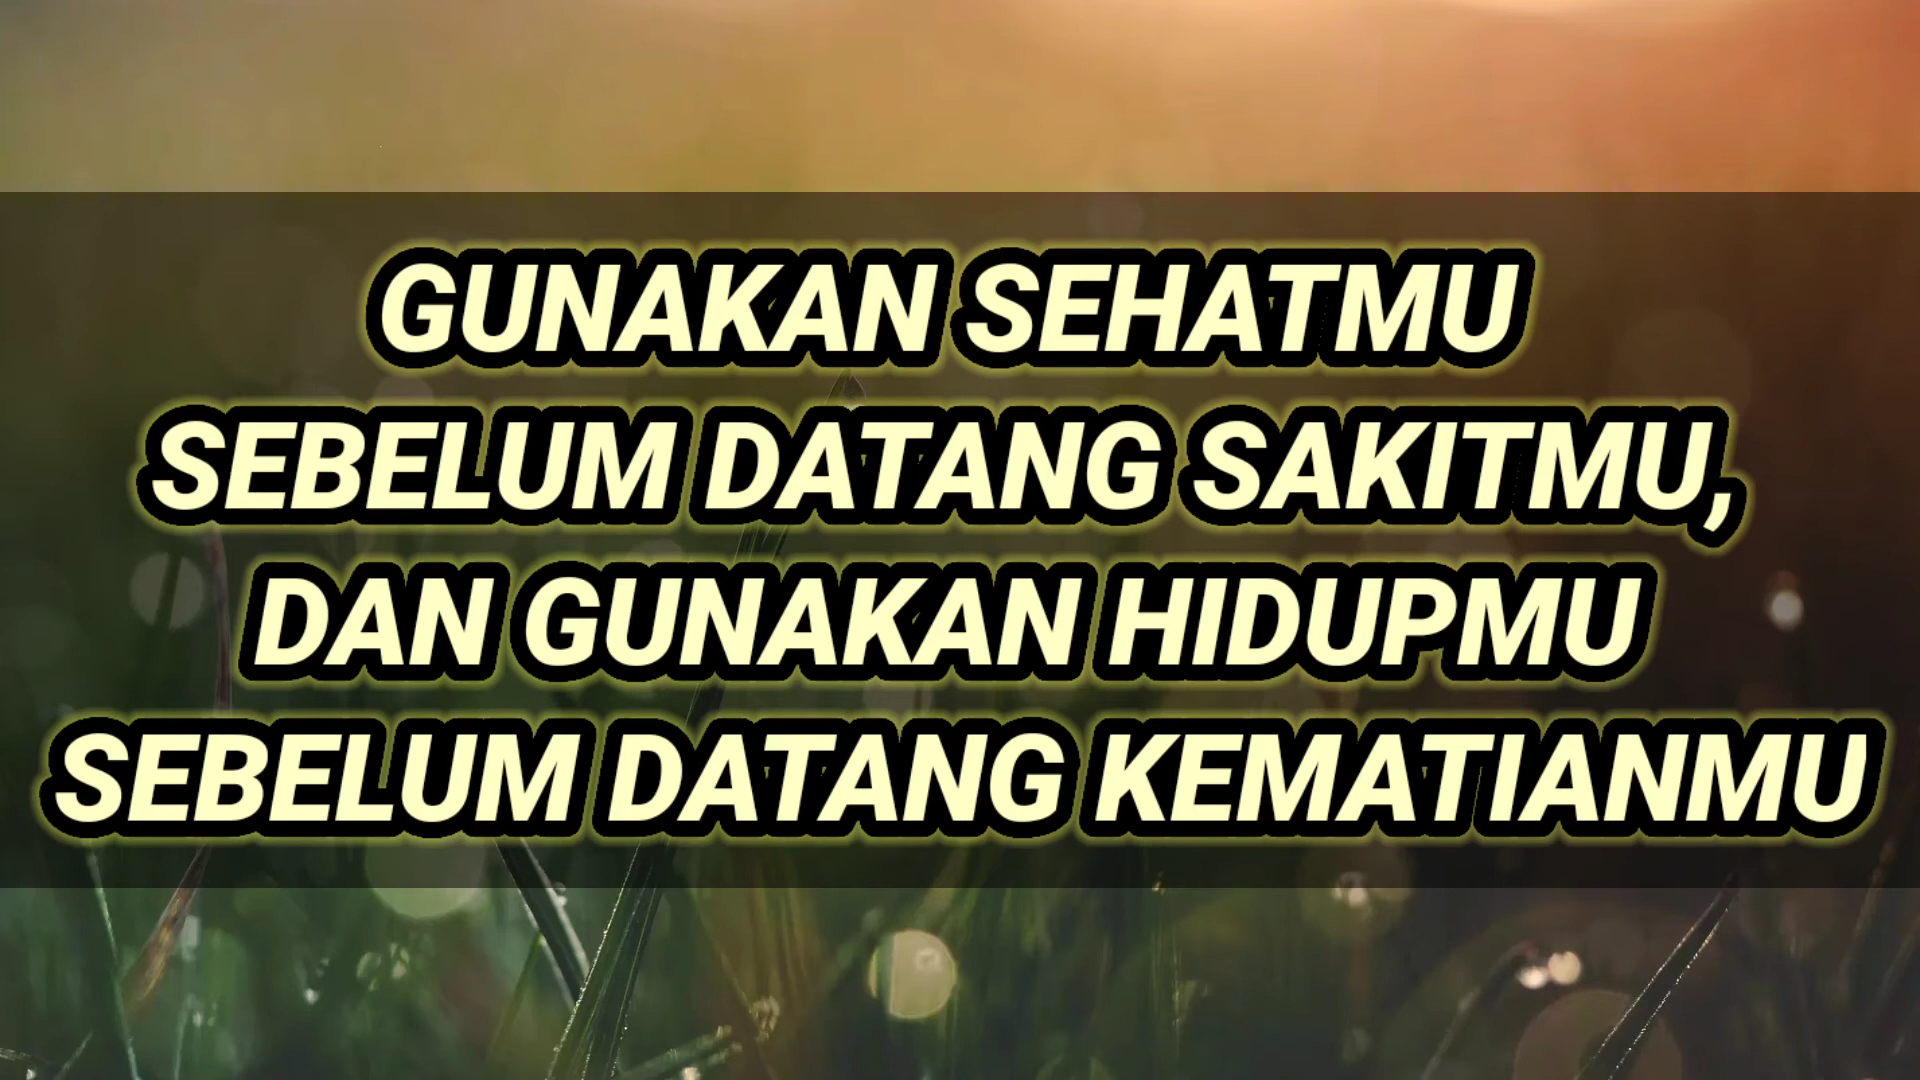 GUNAKAN SEHATMU
SEBELUM DATANG SAKITMU,
DAN GUNAKAN HIDUPMU
SEBELUM DATANG KEMATIANMU